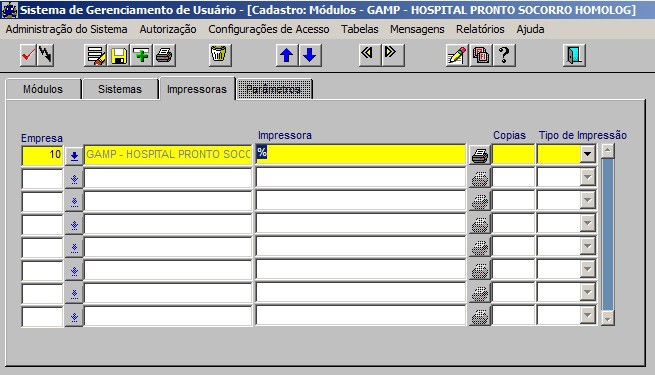 Sistema de Gerenciamento de Usuário - [Cadastro: Módulos - GAMP - HOSPITAL PRONTO SOCORRO HOMOLOG]
Administração do Sistema Autorização Configurações de Acesso Tabelas Mensagens Relatórios Ajuda
?
Módulos Sistemas Impressoras Parâmetros
Empresa Impressora Copias Tipo de Impressão
10 GAMP - HOSPITAL PRONTO SOCC %